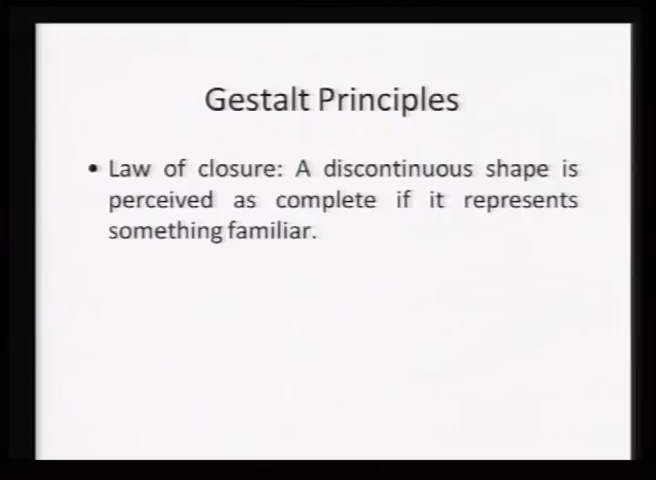 Gestalt Principles
• Law of closure: A discontinuous shape is
perceived as complete if it represents
something familiar.